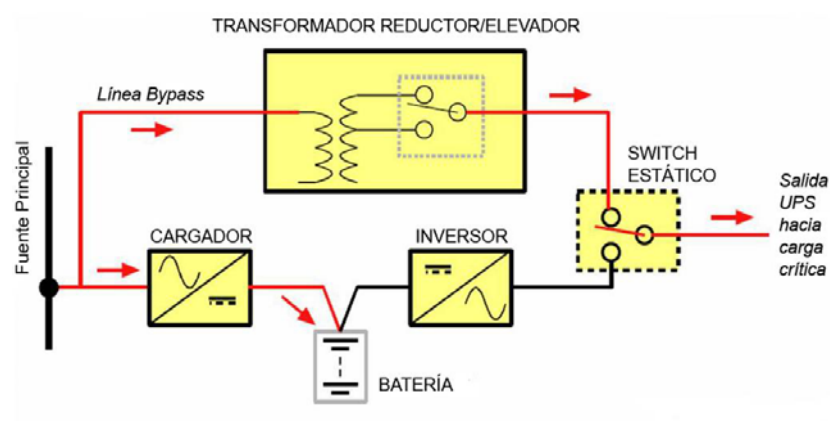 TRANSFORMADOR REDUCTOR/ELEVADOR
Línea Bypass
Fuente Principal
SWITCH
ESTÁTICO
Salida
UPS
hacia
carga
crítica
CARGADOR
INVERSOR
BATERÍA